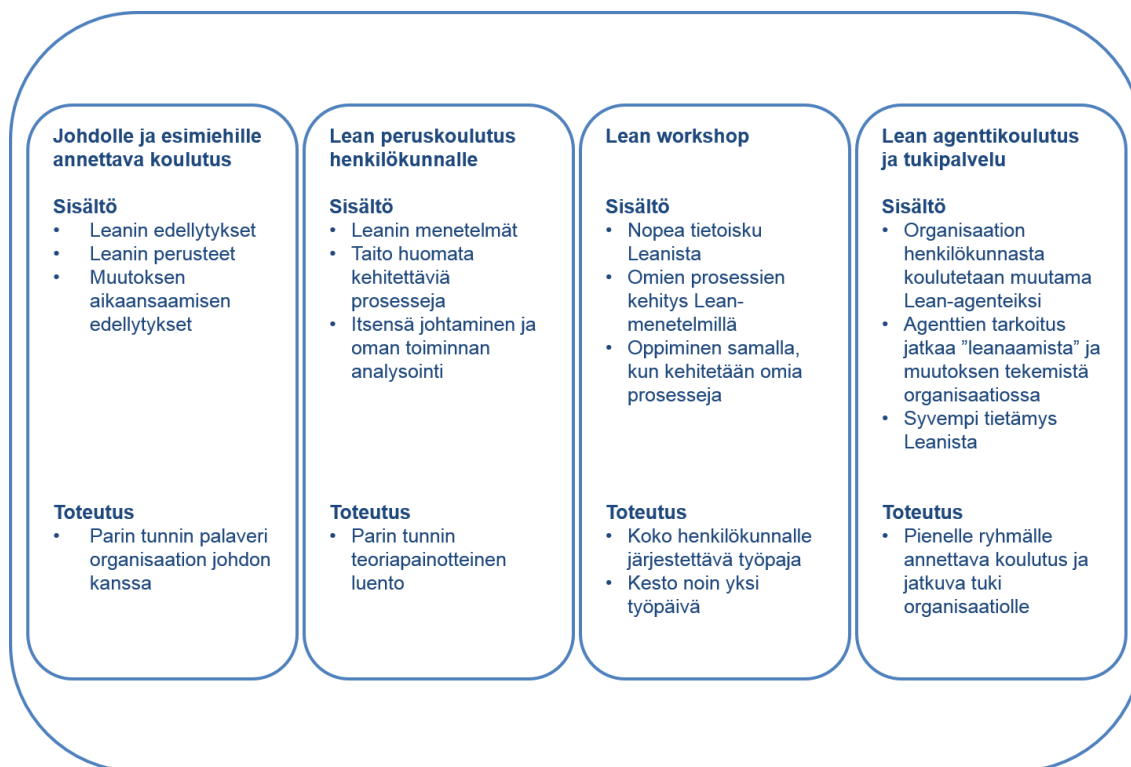 Johdolle ja esimiehille
annettava koulutus
Sisältö
• Leanin edellytykset
• Leanin perusteet
• Muutoksen
aikaansaamisen
edellytykset
Toteutus
• Parin tunnin palaveri
organisaation johdon
kanssa
Lean peruskoulutus
henkilökunnalle
Sisältö
• Leanin menetelmät
• Taito huomata
kehitettäviä
prosesseja
• Itsensä johtaminen ja
oman toiminnan
analysointi
Toteutus
• Parin tunnin
teoriapainotteinen
luento
Lean workshop
Sisältö
• Nopea tietoisku
Leanista
• Omien prosessien
kehitys Lean-
menetelmillä
• Oppiminen samalla,
kun kehitetään omia
prosesseja
Toteutus
• Koko henkilökunnalle
järjestettävä työpaja
• Kesto noin yksi
työpäivä
Lean agenttikoulutus
ja tukipalvelu
Sisältö
• Organisaation
henkilökunnasta
koulutetaan muutama
Lean-agenteiksi
• Agenttien tarkoitus
jatkaa ”leanaamista” ja
muutoksen tekemistä
organisaatiossa
• Syvempi tietämys
Leanista
Toteutus
• Pienelle ryhmälle
annettava koulutus ja
jatkuva tuki
organisaatiolle